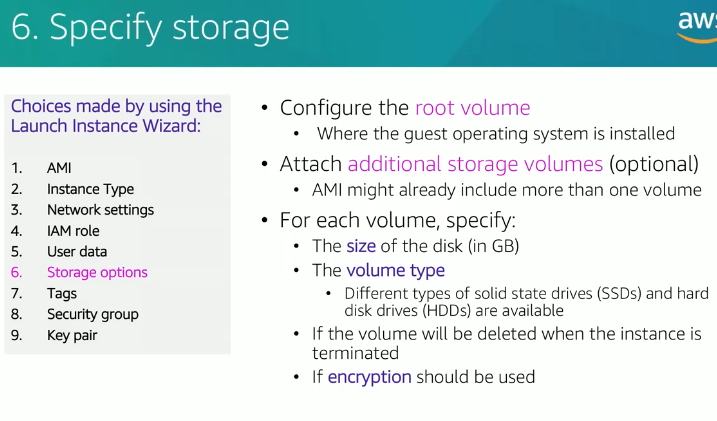 6. Specify storage
aws
Choices made by using the
Launch Instance Wizard:
1. AMI
2. Instance Type
3. Network settings
4. IAM role
5. User data
6. Storage options
7. Tags
8. Security group
9. Key pair
• Configure the root volume
• Where the guest operating system is installed
• Attach additional storage volumes (optional)
• AMI might already include more than one volume
• For each volume, specify:
• The size of the disk (in GB)
• The volume type
• Different types of solid state drives (SSDs) and hard
disk drives (HDDs) are available
• If the volume will be deleted when the instance is
terminated
• If encryption should be used